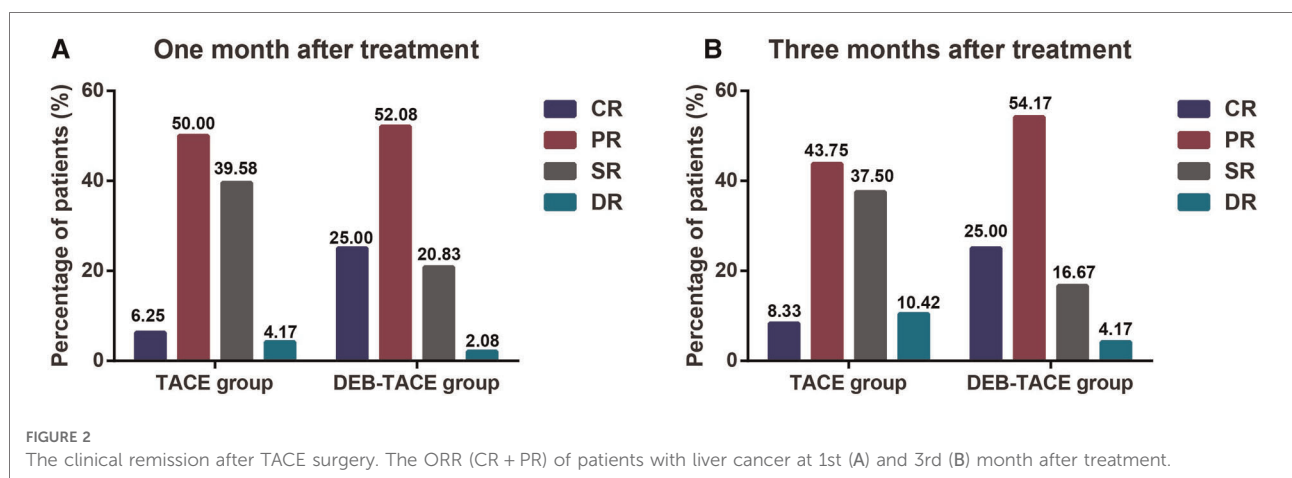 A One month after treatment
Percentage of patients (%)
60
40
20
0
6.25
50.00
39.58
4.17
25.00
52.08
20.83
2.08
TACE group
DEB-TACE group
CR
PR
SR
DR
B Three months after treatment
Percentage of patients (%)
60
40
20
0
8.33
43.75
37.50
10.42
25.00
54.17
16.67
4.17
TACE group
DEB-TACE group
CR
PR
SR
DR
FIGURE 2
The clinical remission after TACE surgery. The ORR (CR + PR) of patients with liver cancer at 1st (A) and 3rd (B) month after treatment.